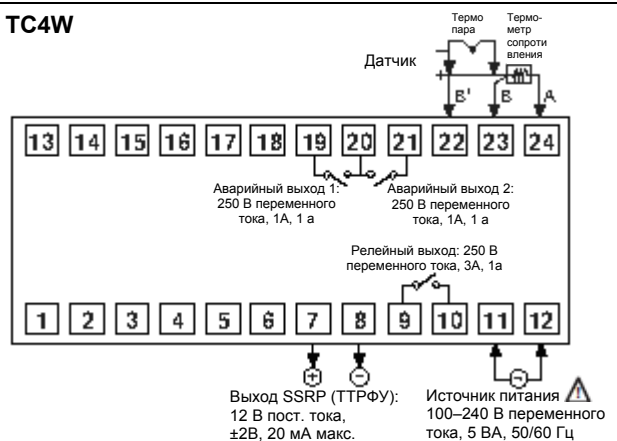 TC4W
Термо
пара
Термо-
метр
сопроти
вления
Датчик
B' B A
13 14 15 16 17 18 19 20 21 22 23 24
Аварийный выход 1:
250 В переменного
тока, 1А, 1 а
Аварийный выход 2:
250 В переменного
тока, 1А, 1 а
Релейный выход: 250 В
переменного тока, 3А, 1а
1 2 3 4 5 6 7 8 9 10 11 12
Выход SSRP (ТТРФУ):
12 В пост. тока,
±2В, 20 мА макс.
Источник питания
100–240 В переменного
тока, 5 ВА, 50/60 Гц